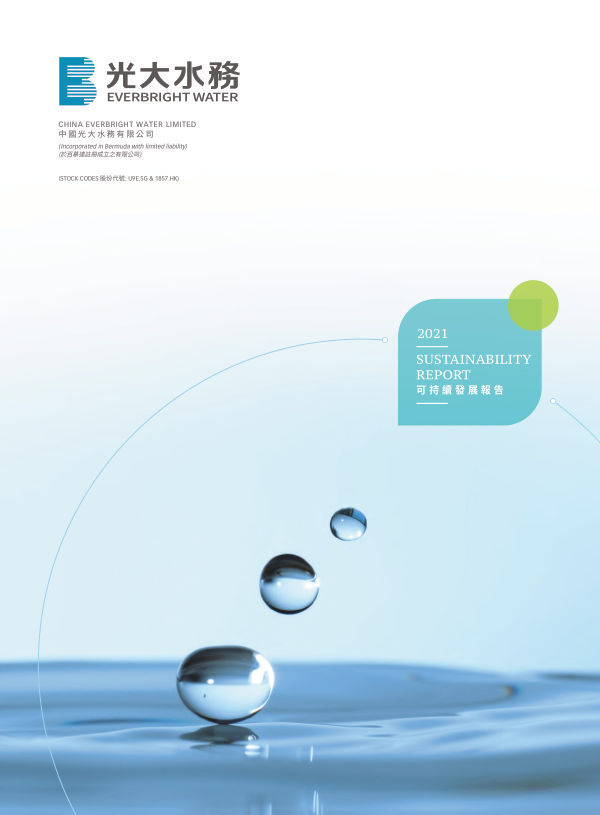 光大水務
EVERBRIGHT WATER
CHINA EVERBRIGHT WATER LIMITED
中國光大水務有限公司
(Incorporated in Bermuda with limited liability)
(於百慕達註冊成立之有限公司)
(STOCK CODES 股份代號: U9E.SG & 1857.HK)
2021
SUSTAINABILITY
REPORT
可持續發展報告